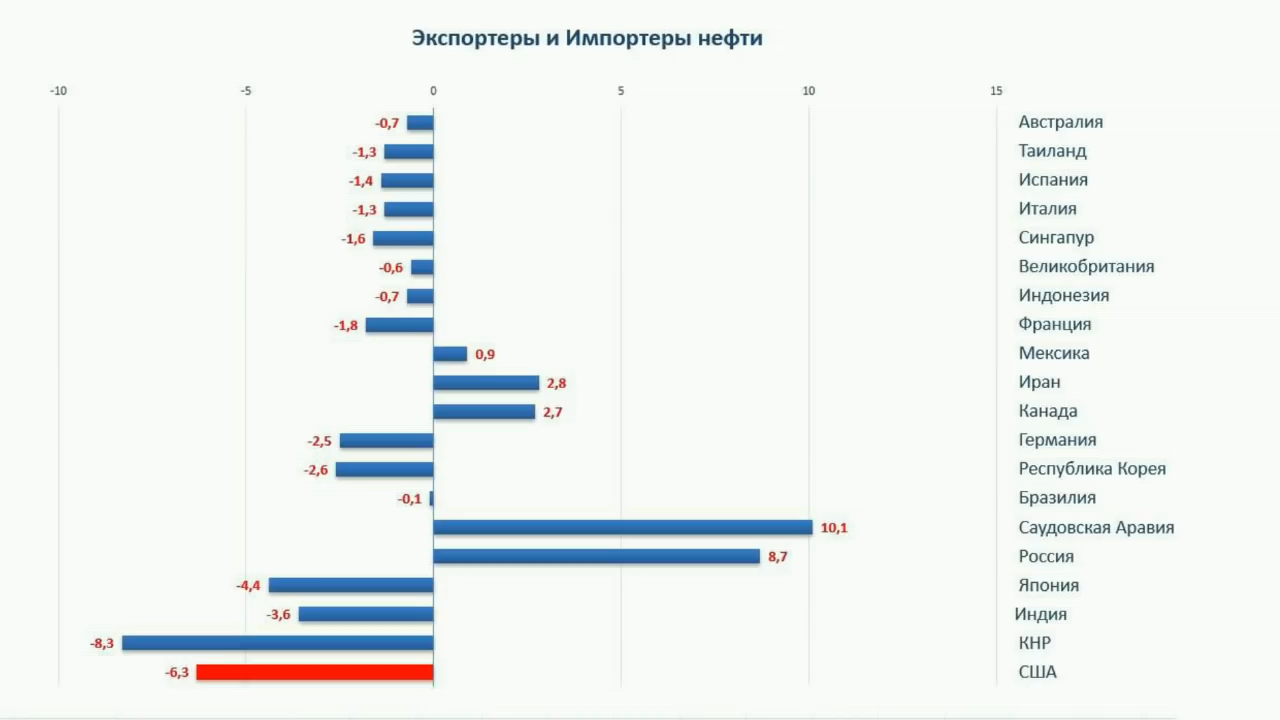 Экспортеры и Импортеры нефти
-10 -5 0 5 10 15
-0,7 Австралия
-1,3 Таиланд
-1,4 Испания
-1,3 Италия
-1,6 Сингапур
-0,6 Великобритания
-0,7 Индонезия
-1,8 Франция
0,9 Мексика
2,8 Иран
2,7 Канада
-2,5 Германия
-2,6 Республика Корея
-0,1 Бразилия
10,1 Саудовская Аравия
8,7 Россия
-4,4 Япония
-3,6 Индия
-8,3 КНР
-6,3 США